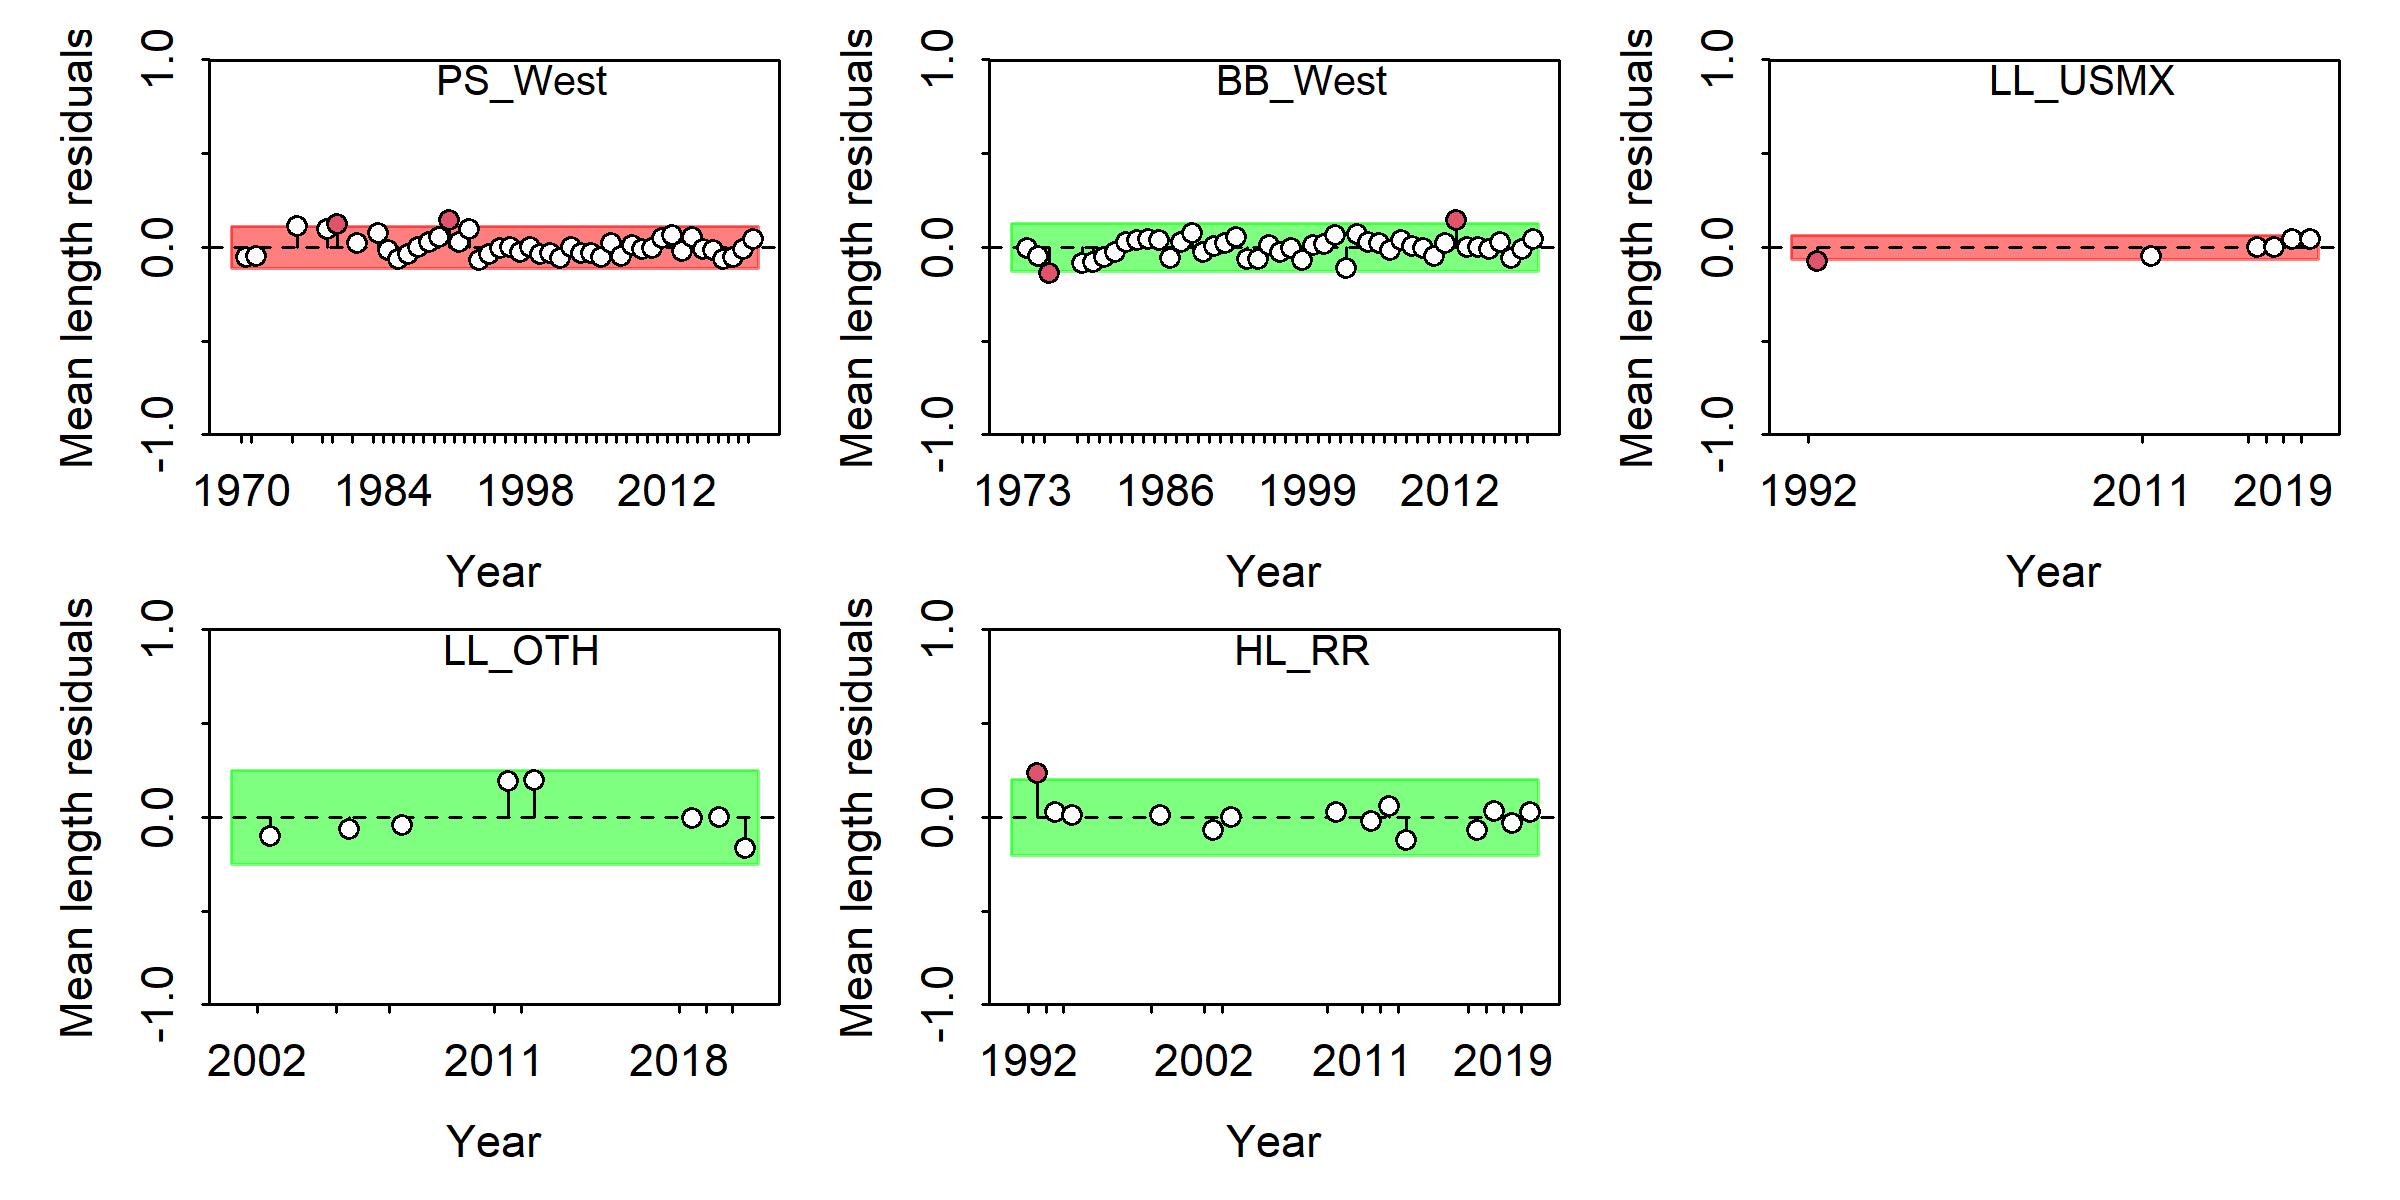 PS_West
Mean length residuals
1.0
0.0
-1.0
1970 1984 1998 2012
Year
BB_West
Mean length residuals
1.0
0.0
-1.0
1973 1986 1999 2012
Year
LL_USMX
Mean length residuals
1.0
0.0
-1.0
1992 2011 2019
Year
LL_OTH
Mean length residuals
1.0
0.0
-1.0
2002 2011 2018
Year
HL_RR
Mean length residuals
1.0
0.0
-1.0
1992 2002 2011 2019
Year